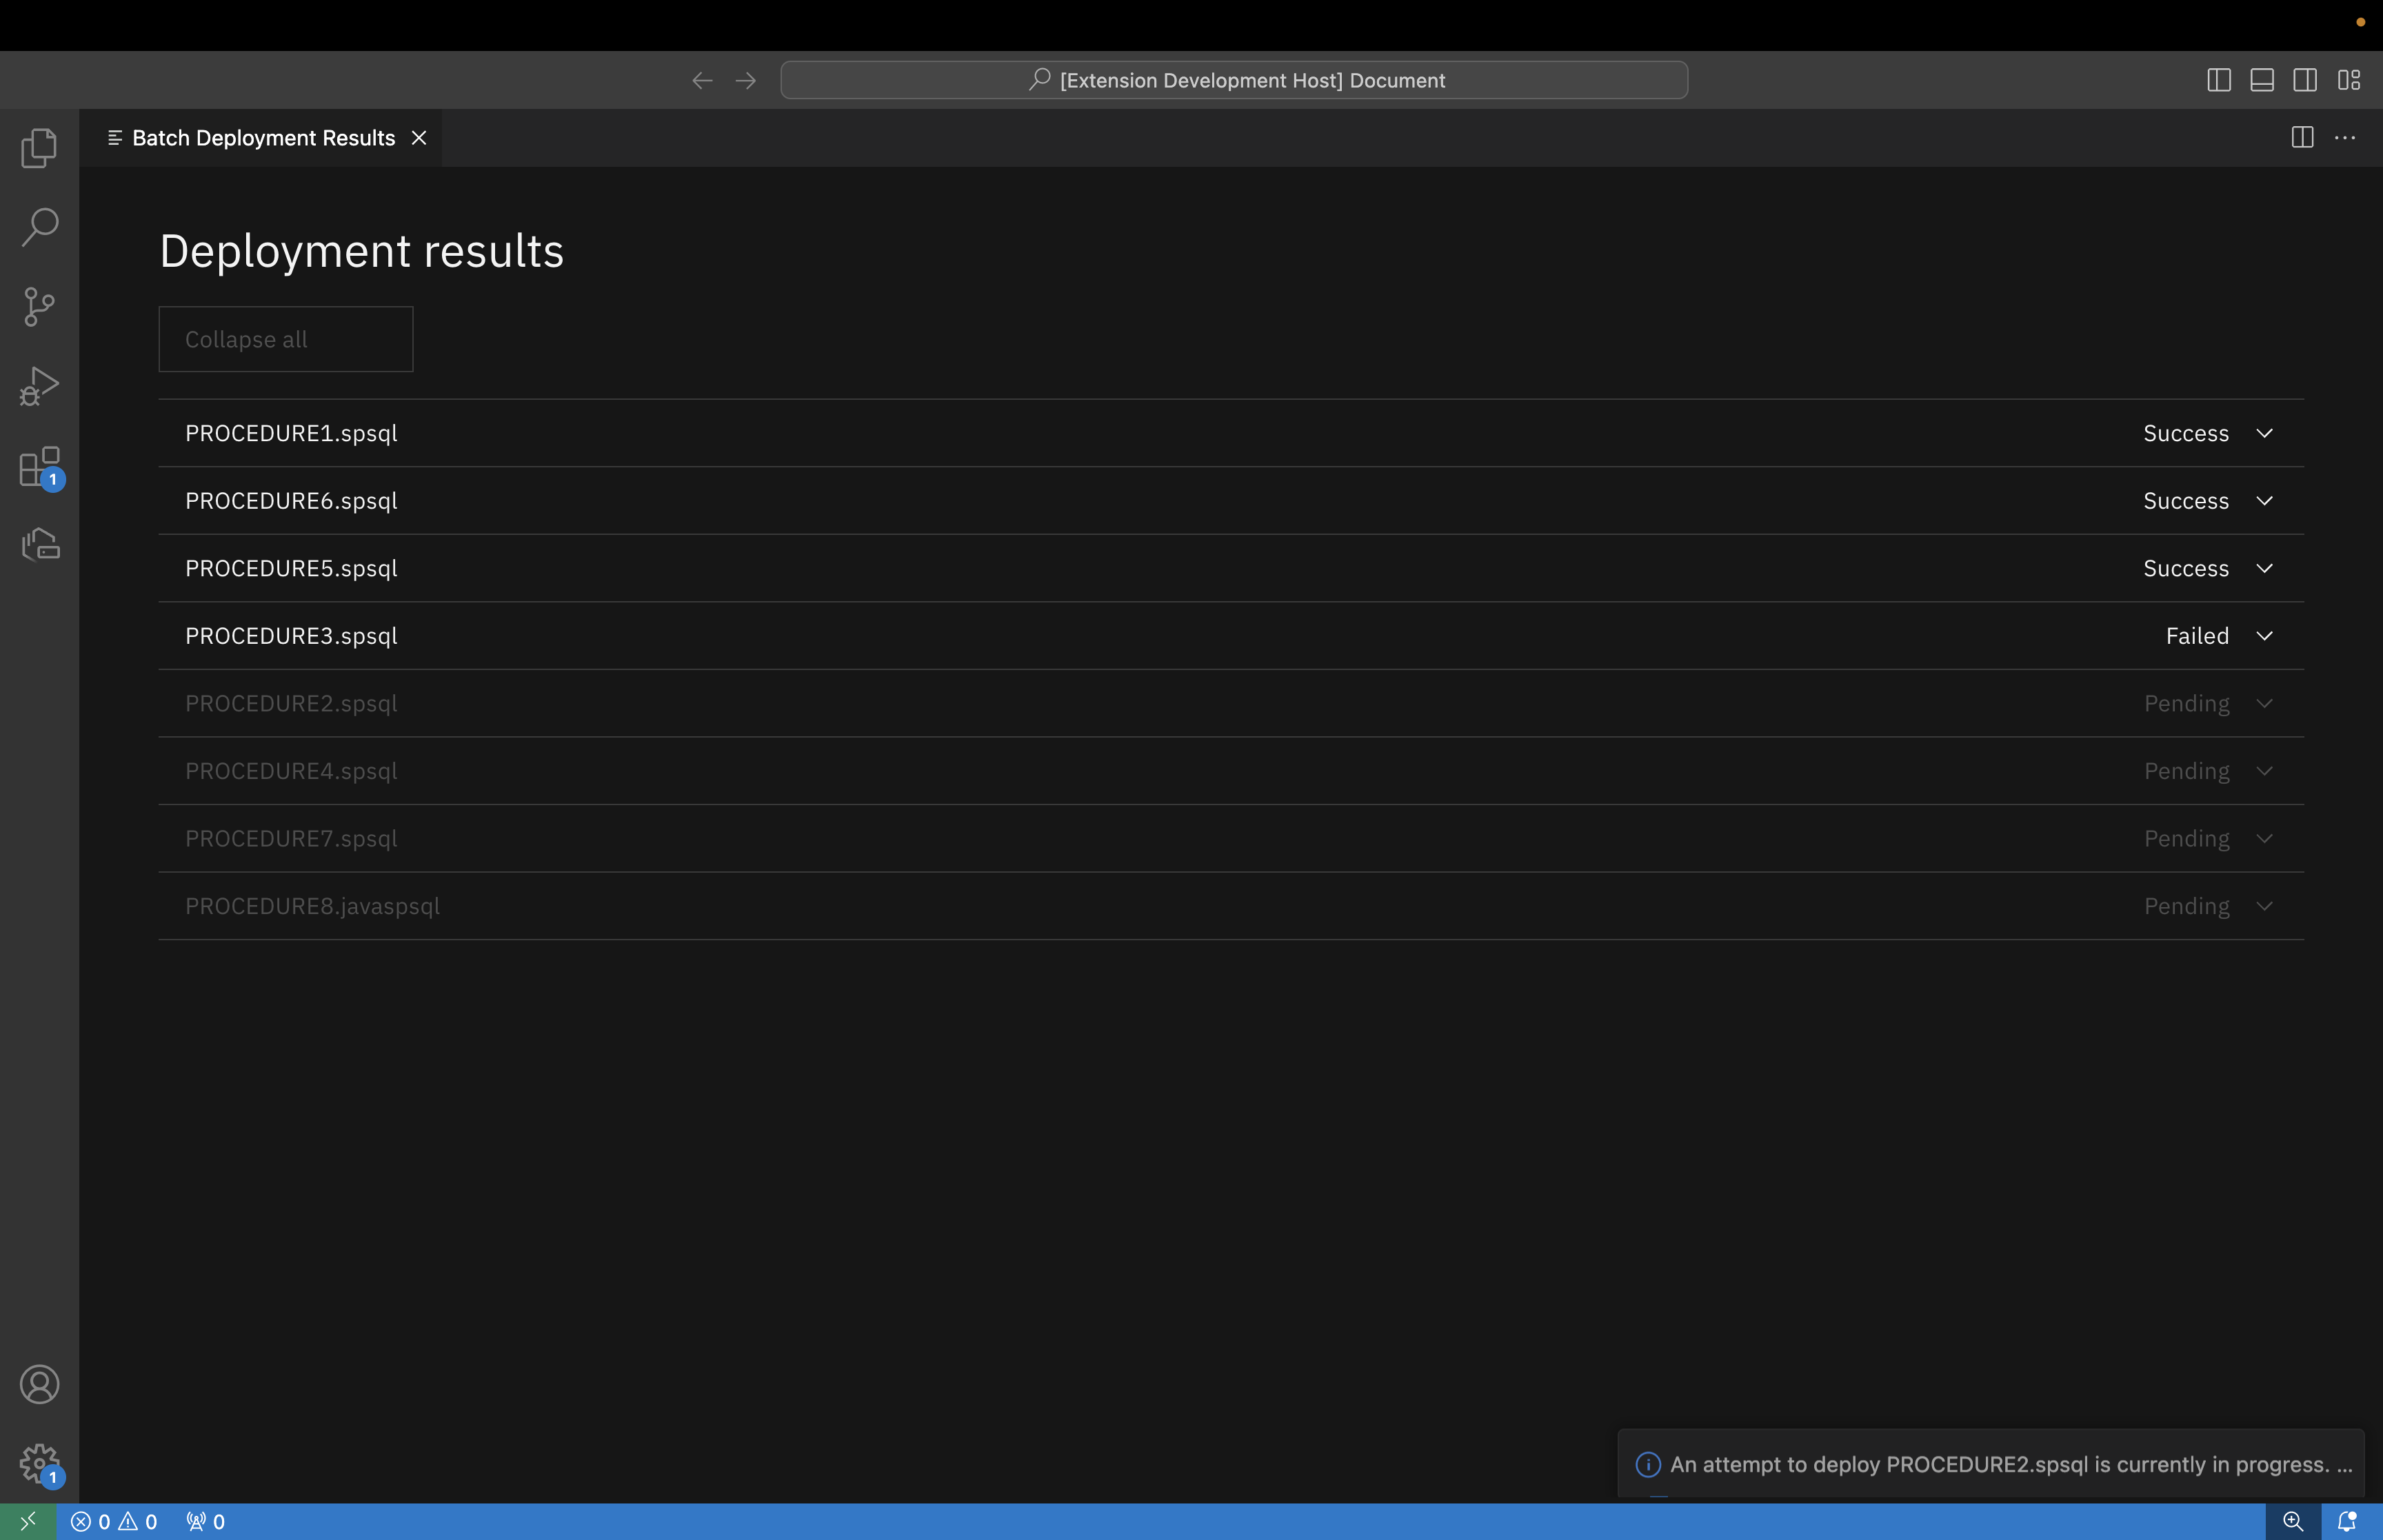 [Extension Development Host] Document
Batch Deployment Results
Deployment results
Collapse all
PROCEDURE1.spsql Success
PROCEDURE6.spsql Success
PROCEDURE5.spsql Success
PROCEDURE3.spsql Failed
PROCEDURE2.spsql Pending
PROCEDURE4.spsql Pending
PROCEDURE7.spsql Pending
PROCEDURE8.javaspsql Pending
1
1
An attempt to deploy PROCEDURE2.spsql is currently in progress. ...
0 0 0